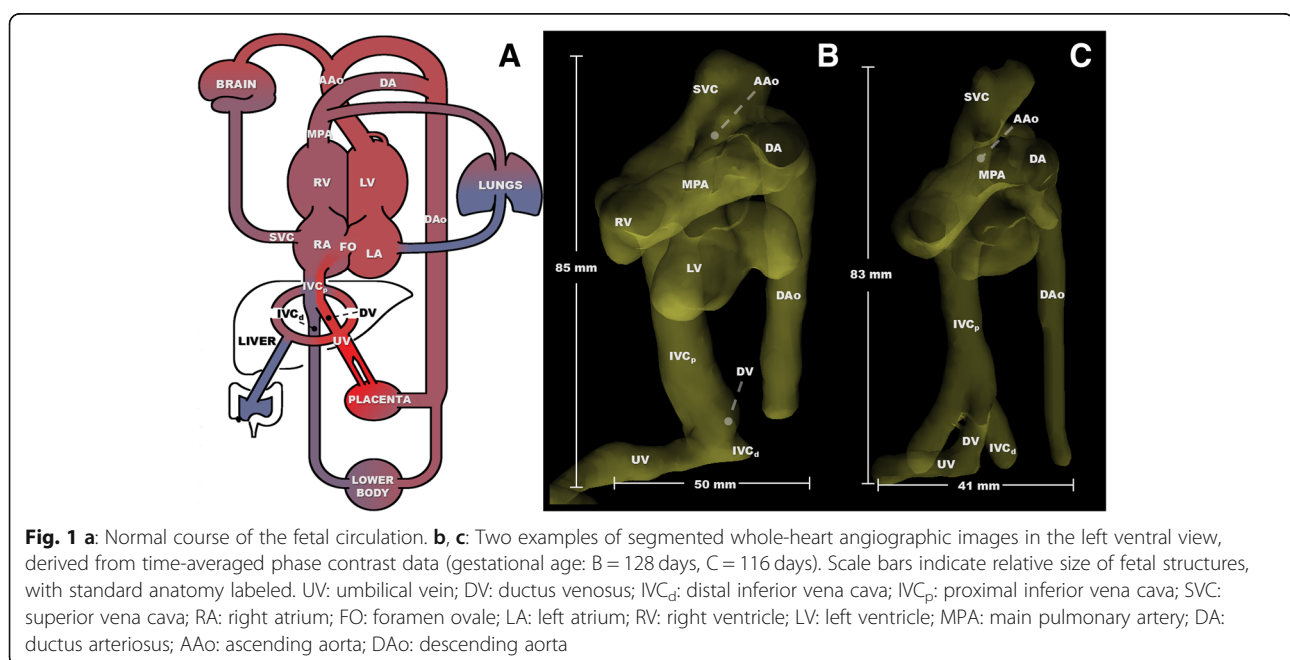 A
BRAIN
AAo
DA
MPA
RV
LV
LUNGS
DAo
SVC
RA
FO
LA
IVCp
IVCd
DV
LIVER
UV
PLACENTA
LOWER
BODY
B
SVC
AAo
DA
MPA
RV
LV
85 mm
DAo
IVCp
DV
UV
IVCd
50 mm
C
SVC
AAo
DA
MPA
83 mm
DAo
IVCp
DV
UV
IVCd
41 mm
Fig. 1 a: Normal course of the fetal circulation. b, c: Two examples of segmented whole-heart angiographic images in the left ventral view,
derived from time-averaged phase contrast data (gestational age: B = 128 days, C = 116 days). Scale bars indicate relative size of fetal structures,
with standard anatomy labeled. UV: umbilical vein; DV: ductus venosus; IVCd: distal inferior vena cava; IVCp: proximal inferior vena cava; SVC:
superior vena cava; RA: right atrium; FO: foramen ovale; LA: left atrium; RV: right ventricle; LV: left ventricle; MPA: main pulmonary artery; DA:
ductus arteriosus; AAo: ascending aorta; DAo: descending aorta